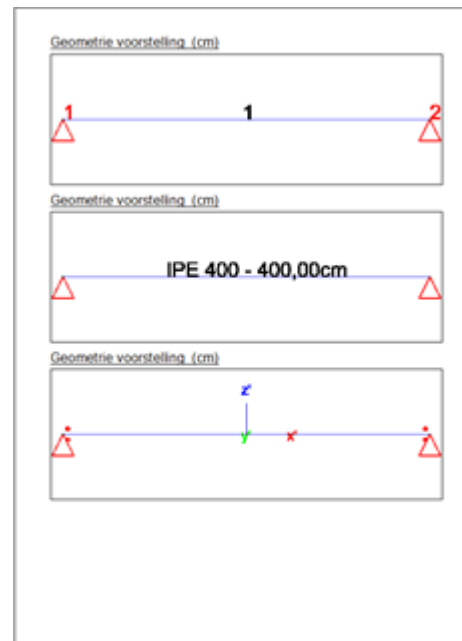 Geometrie voorstelling (cm)
1 1 2
Geometrie voorstelling (cm)
IPE 400 - 400,00cm
Geometrie voorstelling (cm)
z'
y' x'